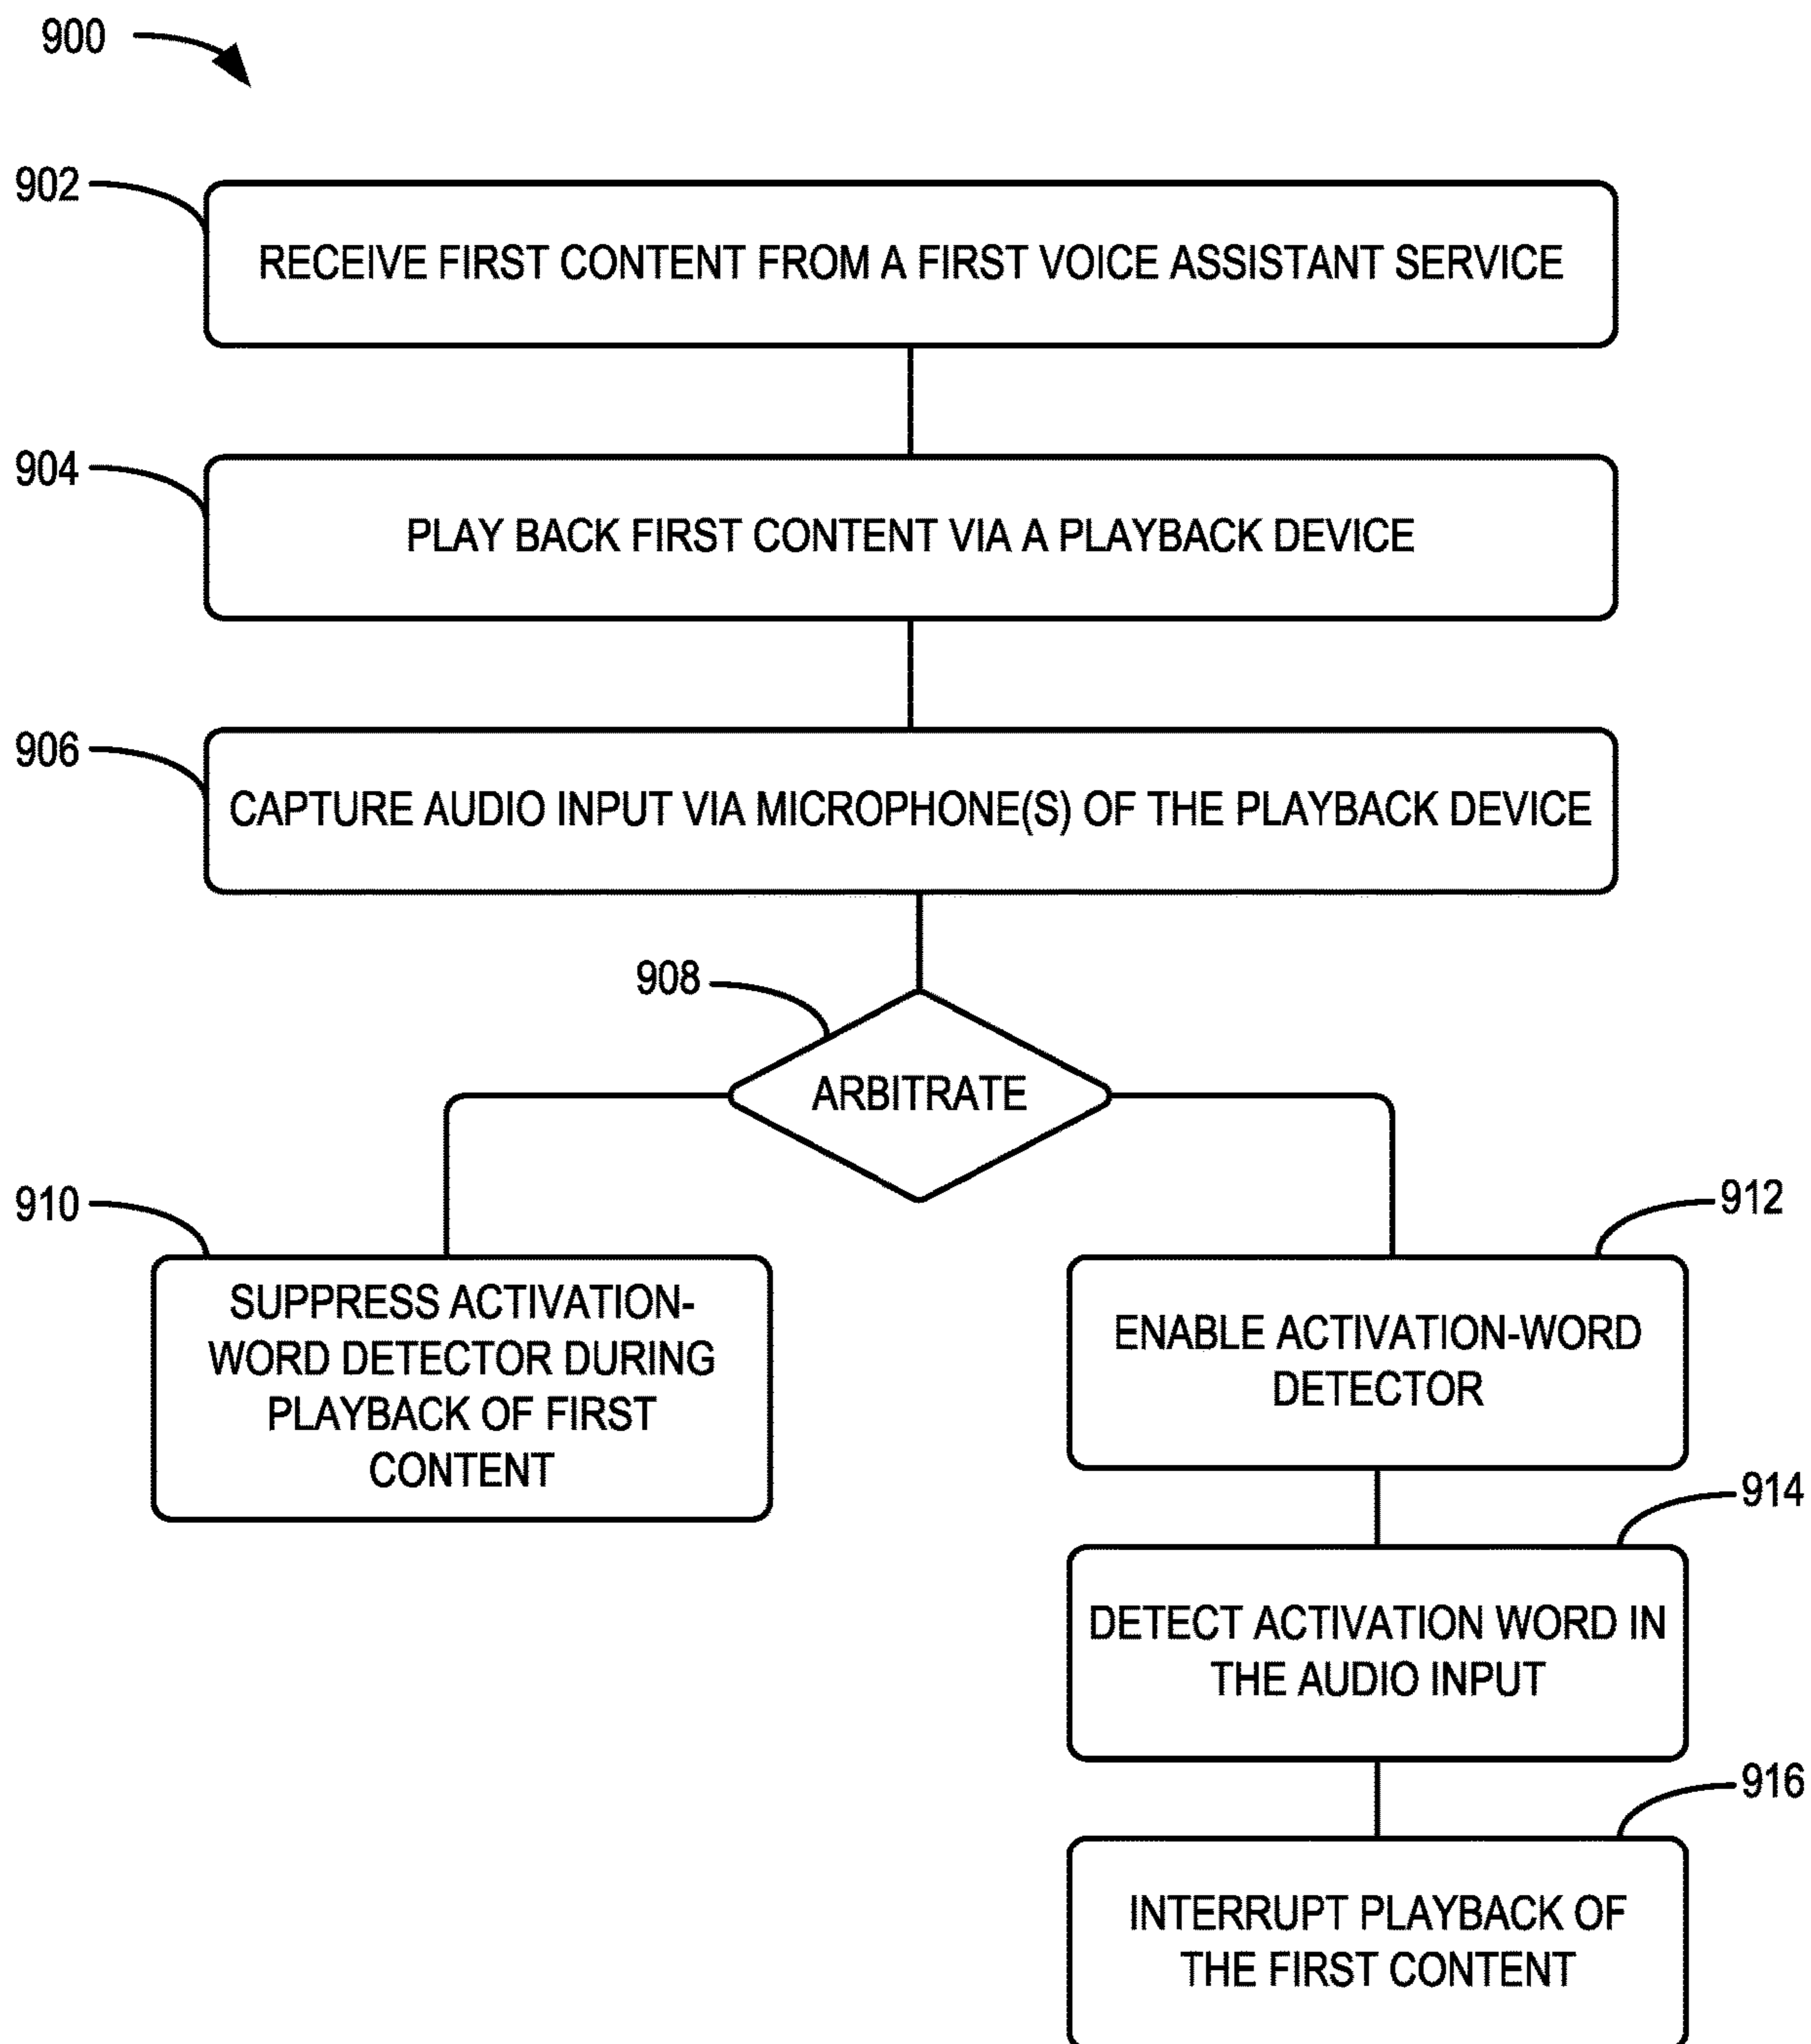 900
902
RECEIVE FIRST CONTENT FROM A FIRST VOICE ASSISTANT SERVICE
904
PLAY BACK FIRST CONTENT VIA A PLAYBACK DEVICE
906
CAPTURE AUDIO INPUT VIA MICROPHONE(S) OF THE PLAYBACK DEVICE
908
ARBITRATE
910
SUPPRESS ACTIVATION-
WORD DETECTOR DURING
PLAYBACK OF FIRST
CONTENT
912
ENABLE ACTIVATION-WORD
DETECTOR
914
DETECT ACTIVATION WORD IN
THE AUDIO INPUT
916
INTERRUPT PLAYBACK OF
THE FIRST CONTENT